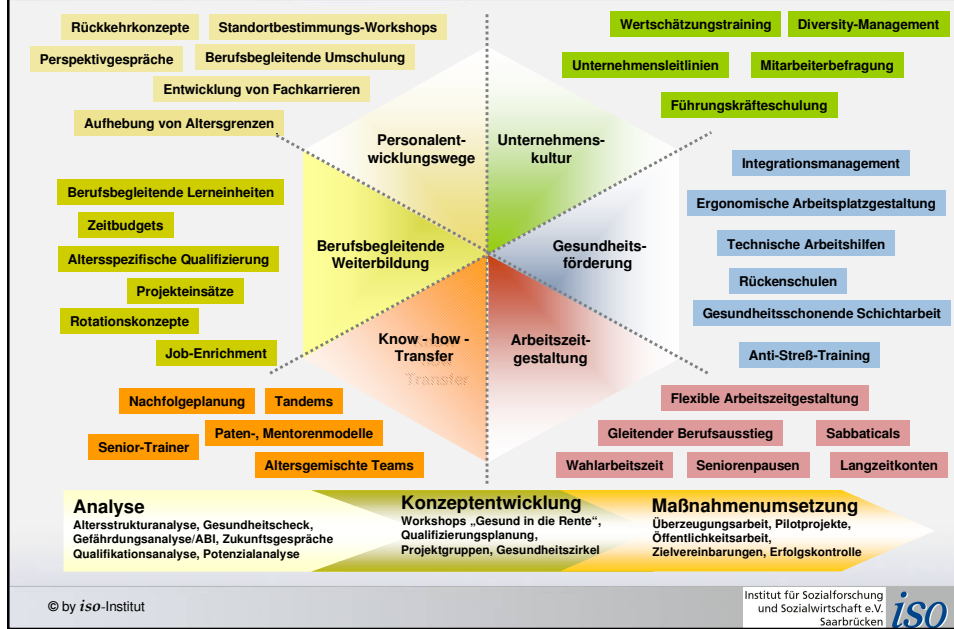 Rückkehrkonzepte
Standortbestimmungs-Workshops
Perspektivgespräche
Berufsbegleitende Umschulung
Entwicklung von Fachkarrieren
Aufhebung von Altersgrenzen
Wertschätzungstraining
Diversity-Management
Unternehmensleitlinien
Mitarbeiterbefragung
Führungskräfteschulung
Personalent-
wicklungswege
Unternehmens-
kultur
Berufsbegleitende Lerneinheiten
Zeitbudgets
Altersspezifische Qualifizierung
Projekteinsätze
Rotationskonzepte
Job-Enrichment
Berufsbegleitende
Weiterbildung
Gesundheits-
förderung
Integrationsmanagement
Ergonomische Arbeitsplatzgestaltung
Technische Arbeitshilfen
Rückenschulen
Gesundheitsschonende Schichtarbeit
Anti-Streß-Training
Know - how -
Transfer
Arbeitszeit-
gestaltung
Nachfolgeplanung
Tandems
Paten-, Mentorenmodelle
Senior-Trainer
Altersgemischte Teams
Flexible Arbeitszeitgestaltung
Gleitender Berufsausstieg
Sabbaticals
Wahlarbeitszeit
Seniorenpausen
Langzeitkonten
Analyse
Altersstrukturanalyse, Gesundheitscheck,
Gefährdungsanalyse/ABI, Zukunftsgespräche
Qualifikationsanalyse, Potenzialanalyse
Konzeptentwicklung
Workshops „Gesund in die Rente“,
Qualifizierungsplanung,
Projektgruppen, Gesundheitszirkel
Maßnahmenumsetzung
Überzeugungsarbeit, Pilotprojekte,
Öffentlichkeitsarbeit,
Zielvereinbarungen, Erfolgskontrolle
© by iso-Institut
Institut für Sozialforschung
und Sozialwirtschaft e.V.
Saarbrücken
iso